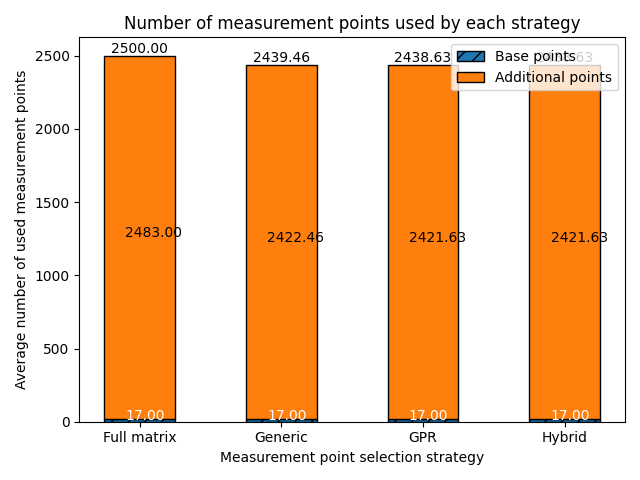 Number of measurement points used by each strategy
Average number of used measurement points
2500
2000
1500
1000
500
0
2500.00
2439.46
2438.63
Base points
Additional points
2483.00
2422.46
2421.63
2421.63
17.00
17.00
17.00
17.00
Full matrix
Generic
GPR
Hybrid
Measurement point selection strategy